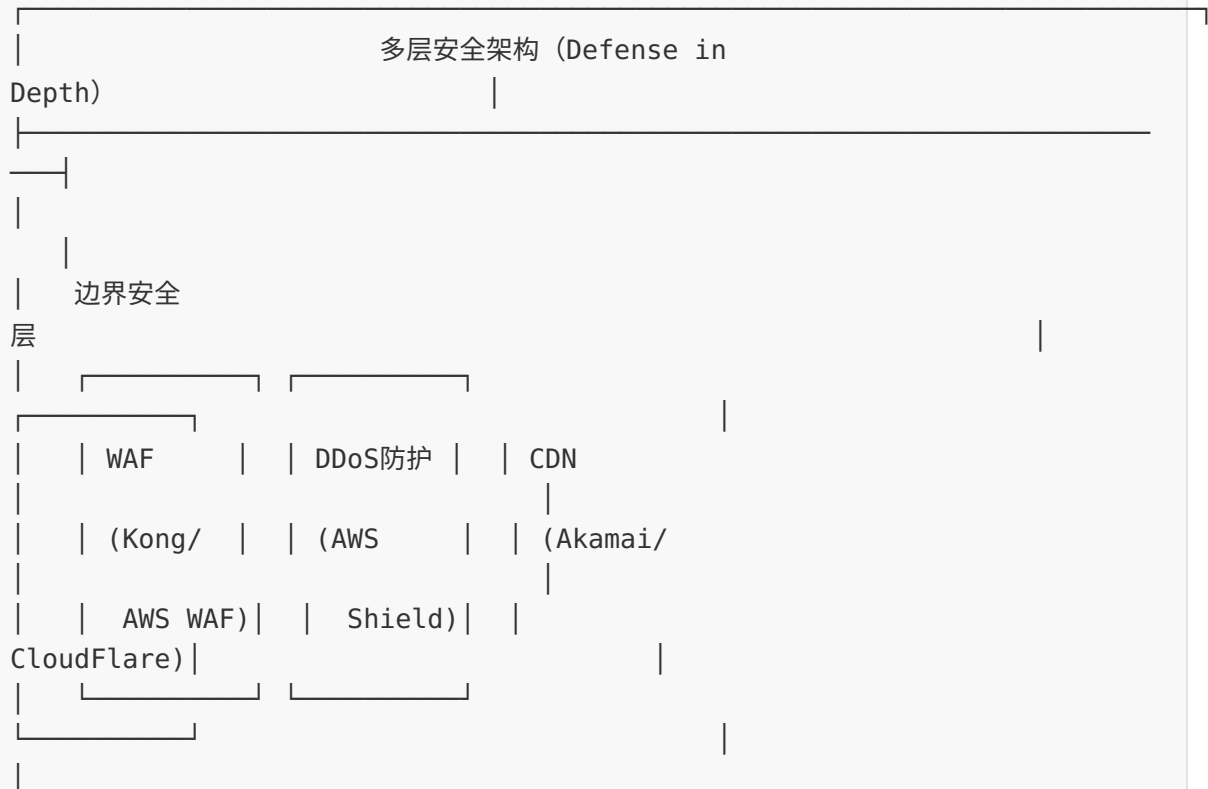 多层安全架构（Defense in
Depth）
边界安全
层
WAF DDoS防护 CDN
(Kong/ (AWS (Akamai/
AWS WAF) Shield)
CloudFlare)